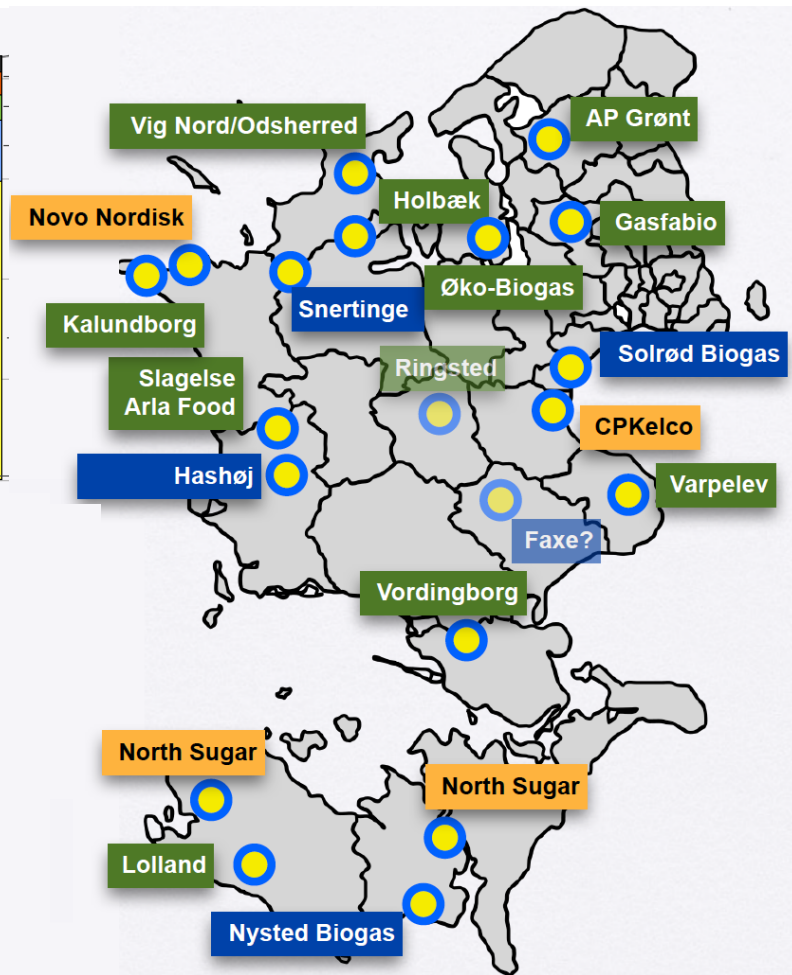 AP Grønt
Vig Nord/Odsherred
Holbæk
Novo Nordisk
Gasfabio
Øko-Biogas
Snertinge
Kalundborg
Solrød Biogas
Ringsted
Slagelse
Arla Food
CPKelco
Hashøj
Varpelev
Faxe?
Vordingborg
North Sugar
North Sugar
Lolland
Nysted Biogas